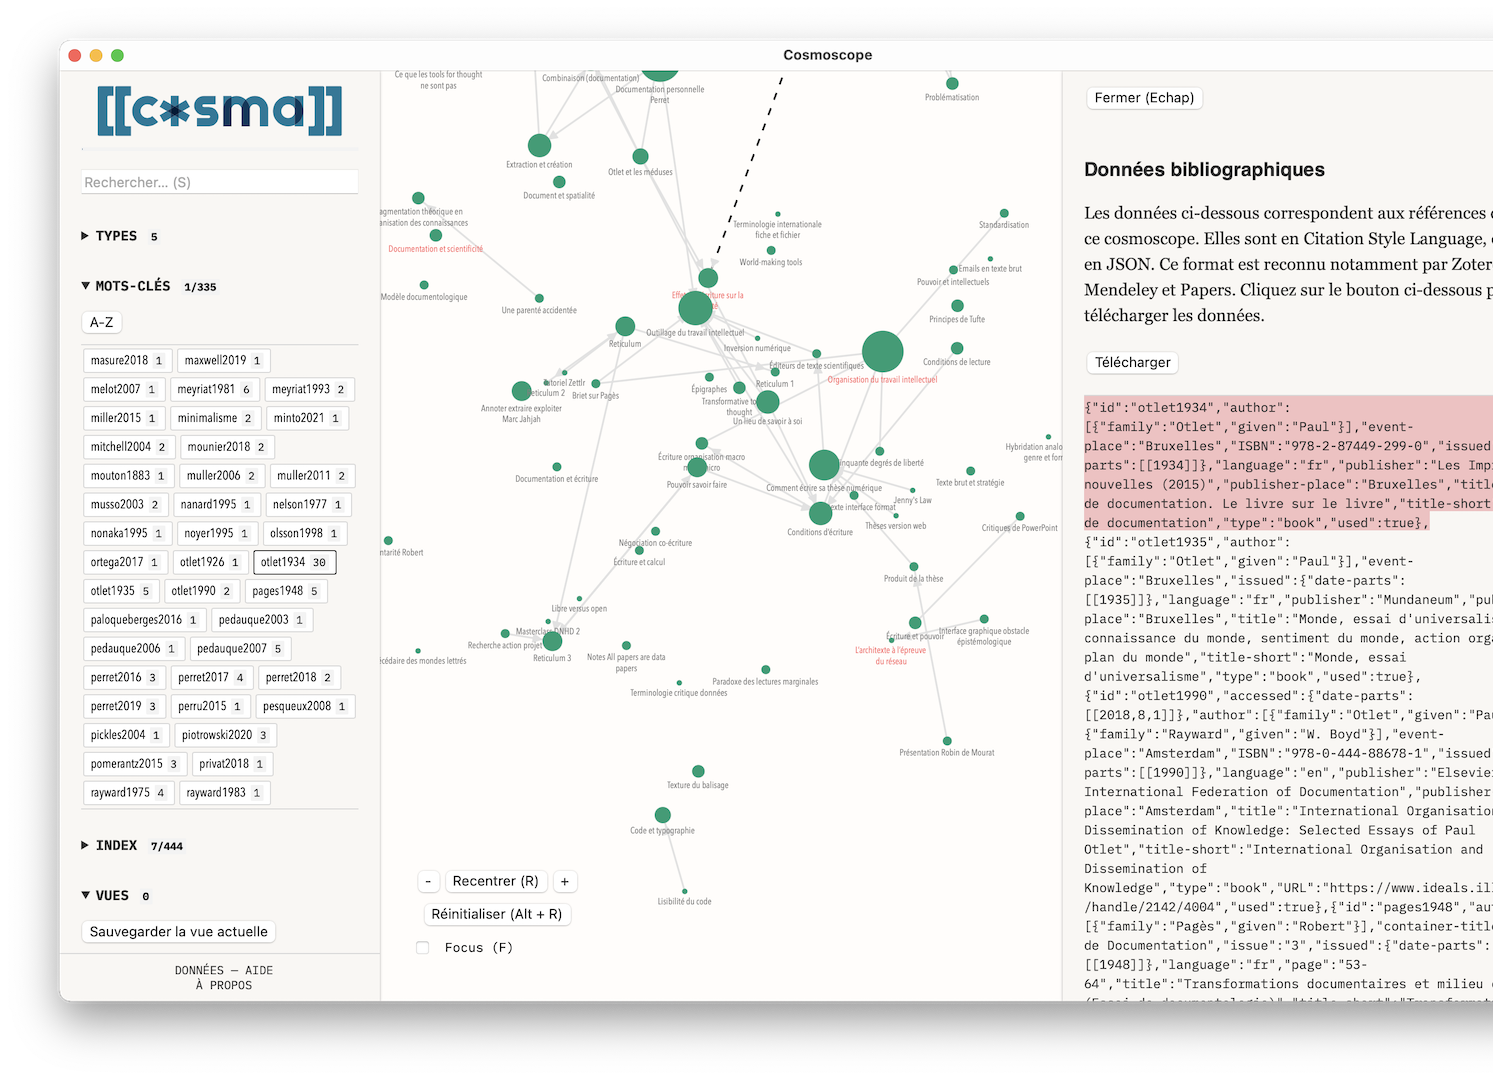 Cosmoscope
[[c*sma]]
Rechercher... (S)
TYPES 5
MOTS-CLÉS 1/335
A-Z
masure2018 1 maxwell2019 1
melot2007 1 meyriat1981 6 meyriat1993 2
miller2015 1 minimalisme 2 minto2021 1
mitchell2004 2 mounier2018 2
mouton1883 1 muller2006 2 muller2011 2
musso2003 2 nanard1995 1 nelson1977 1
nonaka1995 1 noyer1995 1 olsson1998 1
ortega2017 1 otlet1926 1 otlet1934 30
otlet1935 5 otlet1990 2 pages1948 5
paloqueberges2016 1 pedauque2003 1
pedauque2006 1 pedauque2007 5
perret2016 3 perret2017 4 perret2018 2
perret2019 3 perru2015 1 pesqueux2008 1
pickles2004 1 piotrowski2020 3
pomerantz2015 3 privat2018 1
rayward1975 4 rayward1983 1
INDEX 7/444
VUES 0
Sauvegarder la vue actuelle
DONNÉES — AIDE
À PROPOS
Ce que les tools for thought
ne sont pas
Combinaison (documentation)
Documentation personnelle
Perret
Problématisation
Extraction et création
Otlet et les méduses
Document et spatialité
agmentation théorique en
anisation des connaissances
Documentation et scientificité
Terminologie internationale
fiche et fichier
Standardisation
World-making tools
Emails en texte brut
Pouvoir et intellectuels
Modèle documentologique
Une parenté accidentée
Principes de Tufte
Outillage du travail intellectuel
Reticulum
Inversion numérique
Éditeurs de texte scientifiques
Conditions de lecture
Organisation du travail intellectuel
Tutoriel Zettlr
Reticulum 2
Briet sur Pagès
Épigraphes
Reticulum 1
Annoter extraire exploiter
Marc Jahjah
Transformative to
thought
Un lieu de savoir à soi
Écriture organisation macro
micro
Pouvoir savoir faire
Documentation et écriture
inquante degrés de liberté
Hybridation analo
genre et for
Comment écrire sa thèse numérique
Texte brut et stratégie
Jenny's Law
exte interface format
Thèses version web
Conditions d'écriture
Critiques de PowerPoint
Négociation co-écriture
ntarité Robert
Écriture et calcul
Produit de la thèse
Libre versus open
Masterclass DNHD 2
Recherche action projet
Reticulum 3
Écriture et pouvoir
Interface graphique obstacle
épistémologique
L'architexte à l'épreuve
du réseau
écédaire des mondes lettrés
Notes All papers are data
papers
Paradoxe des lectures marginales
Terminologie critique données
Présentation Robin de Mourat
Texture du balisage
Code et typographie
Lisibilité du code
- Recentrer (R) +
Réinitialiser (Alt + R)
Focus (F)
Fermer (Echap)
Données bibliographiques
Les données ci-dessous correspondent aux références
ce cosmoscope. Elles sont en Citation Style Language,
en JSON. Ce format est reconnu notamment par Zoter
Mendeley et Papers. Cliquez sur le bouton ci-dessous p
télécharger les données.
Télécharger
{"id":"otlet1934","author":
[{"family":"Otlet","given":"Paul"}],"event-
place":"Bruxelles","ISBN":"978-2-87449-299-0","issued
parts":[[1934]]},"language":"fr","publisher":"Les Imp
nouvelles (2015)","publisher-place":"Bruxelles","titl
de documentation. Le livre sur le livre","title-short
de documentation","type":"book","used":true},
{"id":"otlet1935","author":
[{"family":"Otlet","given":"Paul"}],"event-
place":"Bruxelles","issued":{"date-parts":
[[1935]]},"language":"fr","publisher":"Mundaneum","pu
place":"Bruxelles","title":"Monde, essai d'universali
connaissance du monde, sentiment du monde, action orga
plan du monde","title-short":"Monde, essai
d'universalisme","type":"book","used":true},
{"id":"otlet1990","accessed":{"date-parts":
[[2018,8,1]]},"author":[{"family":"Otlet","given":"Pau
{"family":"Rayward","given":"W. Boyd"}],"event-
place":"Amsterdam","ISBN":"978-0-444-88678-1","issued
parts":[[1990]]},"language":"en","publisher":"Elsevier
International Federation of Documentation","publisher
place":"Amsterdam","title":"International Organisatio
Dissemination of Knowledge: Selected Essays of Paul
Otlet","title-short":"International Organisation and
Dissemination of
Knowledge","type":"book","URL":"https://www.ideals.il
/handle/2142/4004","used":true},{"id":"pages1948","au
[{"family":"Pagès","given":"Robert"}],"container-titl
de Documentation","issue":"3","issued":{"date-parts":
[[1948]]},"language":"fr","page":"53-
64","title":"Transformations documentaires et milieu